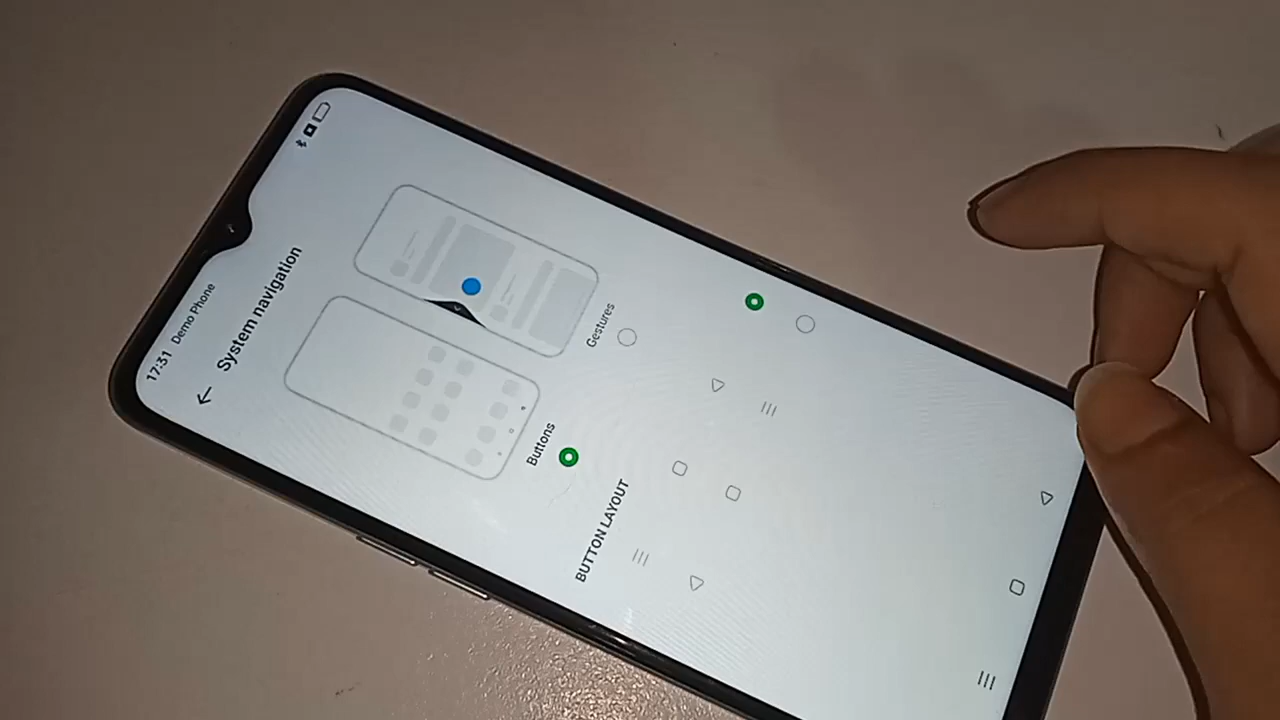 17:31 Demo Phone
System navigation
Buttons
Gestures
BUTTON LAYOUT